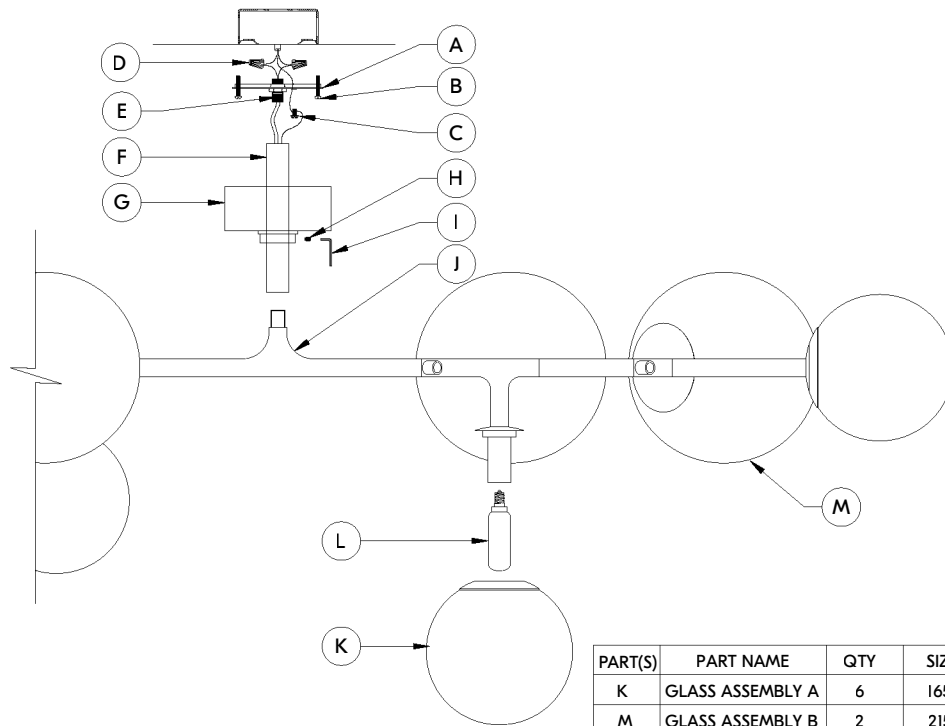 A
D
B
E
C
F
H
G
I
J
M
L
K
PART(S) PART NAME QTY
K GLASS ASSEMBLY A 6
M GLASS ASSEMBLY B 2